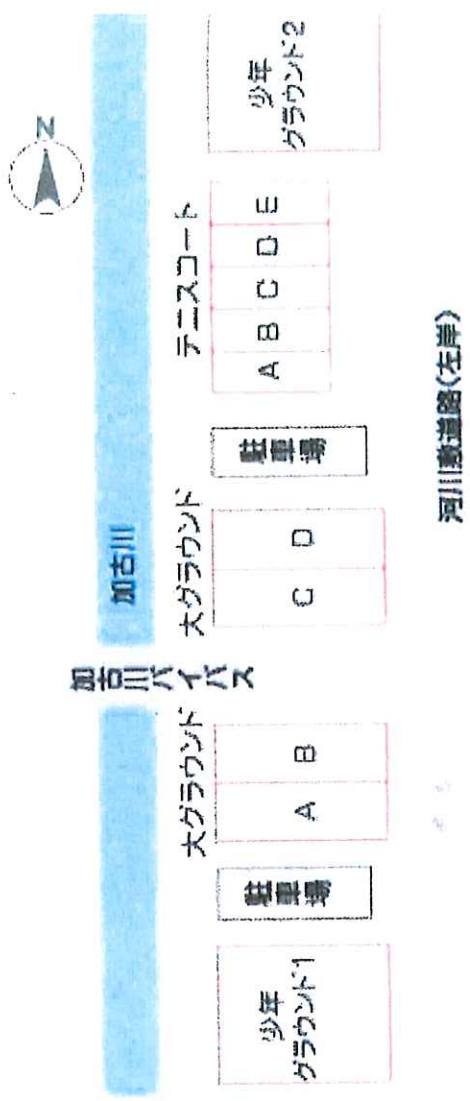 N
加古川
加古川バイパス
少年
グラウンド1
駐車場
大グラウンド
A B
大グラウンド
C D
駐車場
テニスコート
A B C D E
少年
グラウンド2
河川敷道路(左岸)